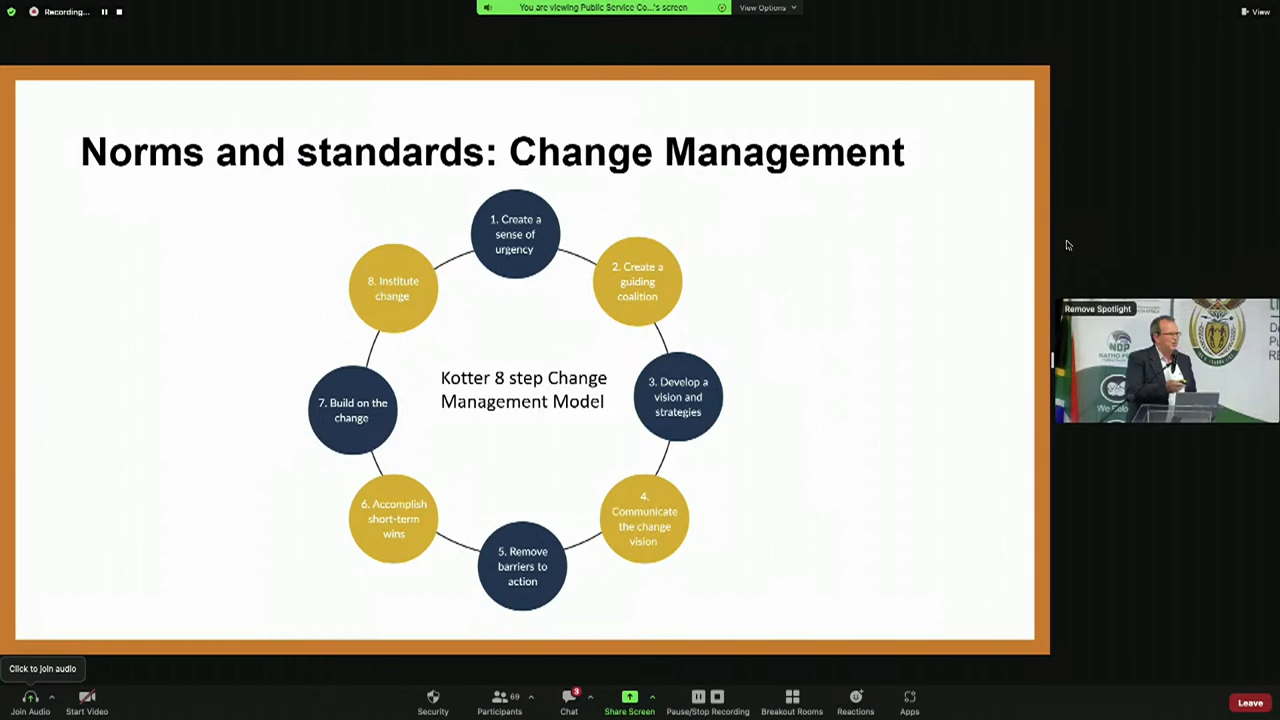 Recording...
You are viewing Public Service Co...'s screen
View Options
View
Norms and standards: Change Management
1. Create a
sense of
urgency
2. Create a
guiding
coalition
3. Develop a
vision and
strategies
4.
Communicate
the change
vision
5. Remove
barriers to
action
6. Accomplish
short-term
wins
7. Build on the
change
8. Institute
change
Kotter 8 step Change
Management Model
Remove Spotlight
NDP
Click to join audio
Join Audio
Start Video
Security
69
Participants
3
Chat
Share Screen
Pause/Stop Recording
Breakout Rooms
Reactions
Apps
Leave